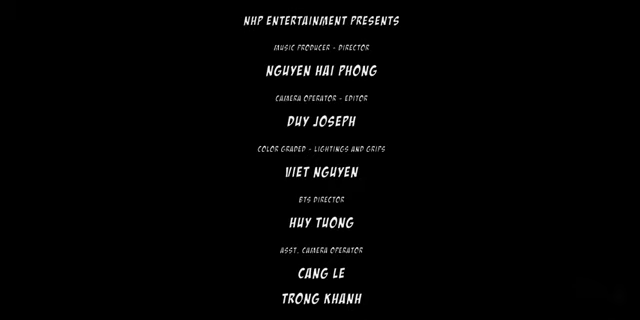 NHP ENTERTAINMENT PRESENTS
MUSIC PRODUCER - DIRECTOR
NGUYEN HAI PHONG
CAMERA OPERATOR - EDITOR
DUY JOSEPH
COLOR GRADED - LIGHTINGS AND GRIPS
VIET NGUYEN
BTS DIRECTOR
HUY TUONG
ASST. CAMERA OPERATOR
CANG LE
TRONG KHANH